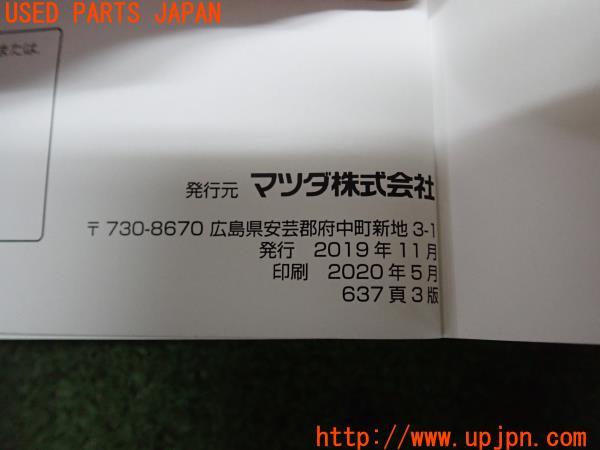 USED PARTS JAPAN
または、
発行元 マツダ株式会社
〒730-8670 広島県安芸郡府中町新地 3-1
発行 2019年11月
印刷 2020年5月
637頁3版
http://www.upjpn.com/